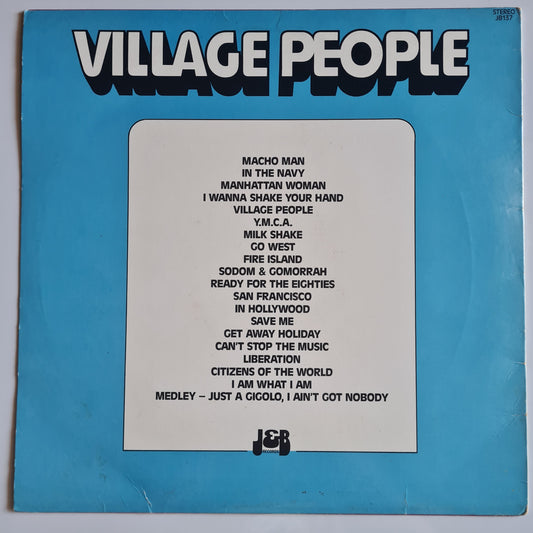 STEREO
JB137
VILLAGE PEOPLE
MACHO MAN
IN THE NAVY
MANHATTAN WOMAN
I WANNA SHAKE YOUR HAND
VILLAGE PEOPLE
Y.M.C.A.
MILK SHAKE
GO WEST
FIRE ISLAND
SODOM & GOMORRAH
READY FOR THE EIGHTIES
SAN FRANCISCO
IN HOLLYWOOD
SAVE ME
GET AWAY HOLIDAY
CAN'T STOP THE MUSIC
LIBERATION
CITIZENS OF THE WORLD
I AM WHAT I AM
MEDLEY – JUST A GIGOLO, I AIN'T GOT NOBODY
J&B
RECORDS